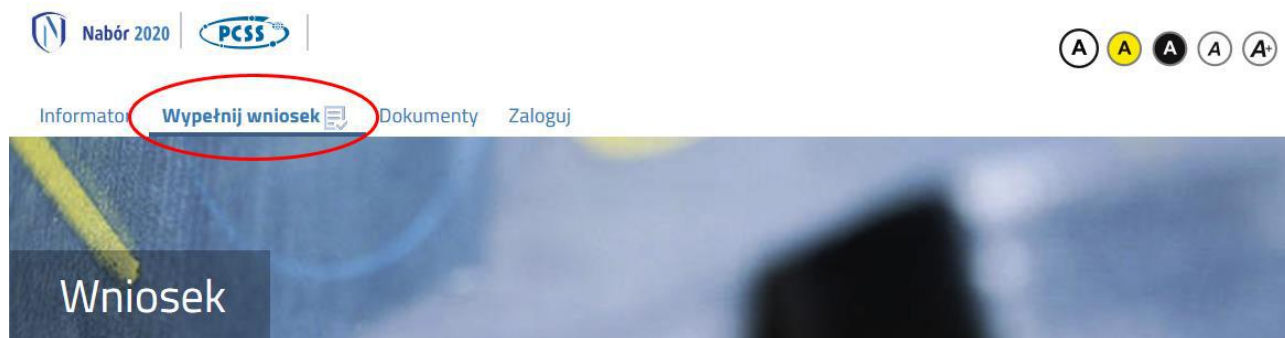 Nabór 2020 PCSS
A A A A A+
Informator Wypełnij wniosek Dokumenty Zaloguj
Wniosek